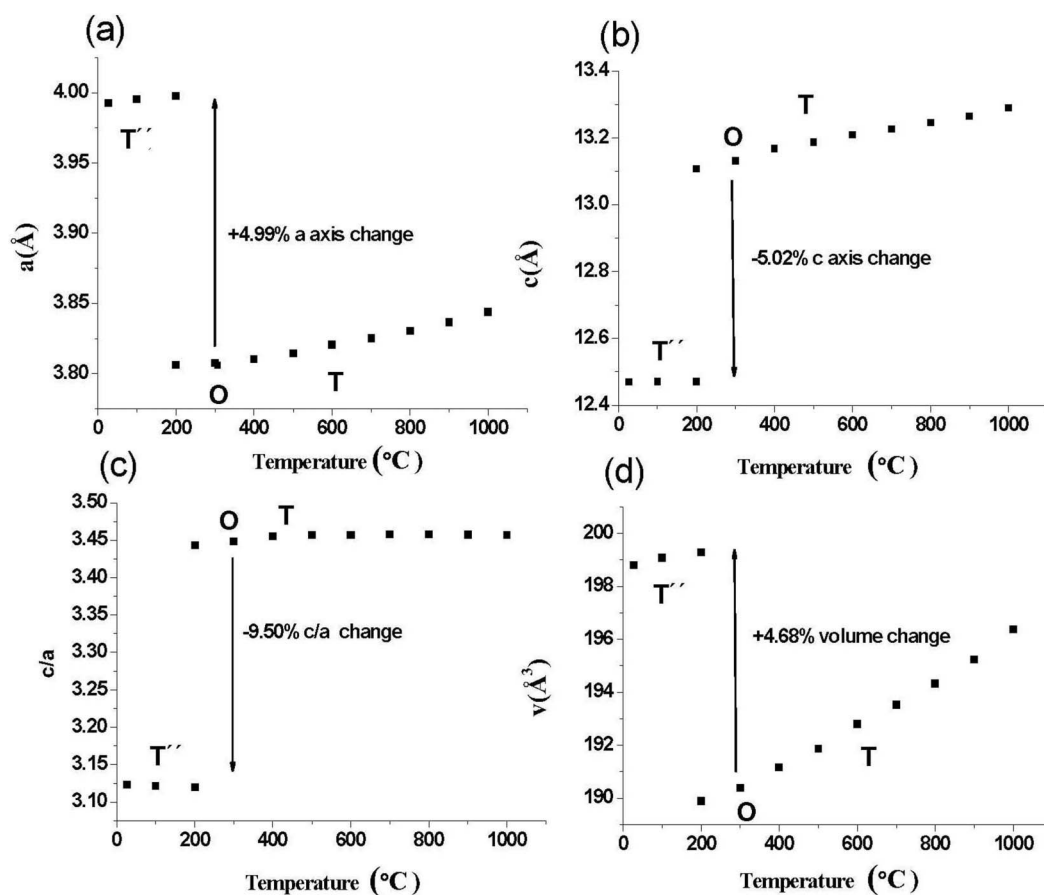 (a)
4.00
3.95
3.90
3.85
3.80
a(Å)
T´´
+4.99% a axis change
O
T
0 200 400 600 800 1000
Temperature (°C)
(b)
13.4
13.2
13.0
12.8
12.6
12.4
c(Å)
T
O
-5.02% c axis change
T´´
0 200 400 600 800 1000
Temperature (°C)
(c)
3.50
3.45
3.40
3.35
3.30
3.25
3.20
3.15
3.10
c/a
O
T
-9.50% c/a change
T´´
0 200 400 600 800 1000
Temperature (°C)
(d)
200
198
196
194
192
190
v(Å³)
T´´
+4.68% volume change
T
O
0 200 400 600 800 1000
Temperature (°C)